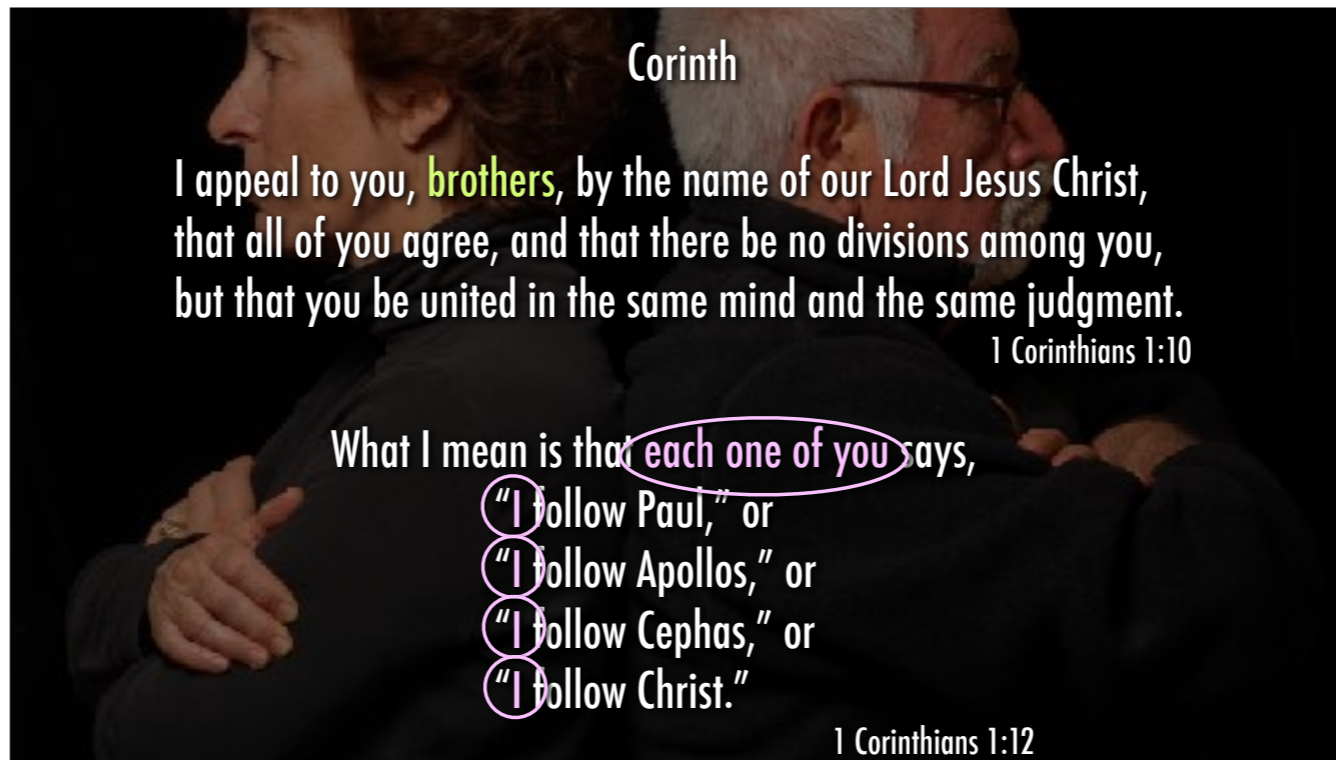 Corinth
I appeal to you, brothers, by the name of our Lord Jesus Christ,
that all of you agree, and that there be no divisions among you,
but that you be united in the same mind and the same judgment.
1 Corinthians 1:10
What I mean is that each one of you says,
“I follow Paul,” or
“I follow Apollos,” or
“I follow Cephas,” or
“I follow Christ.”
1 Corinthians 1:12